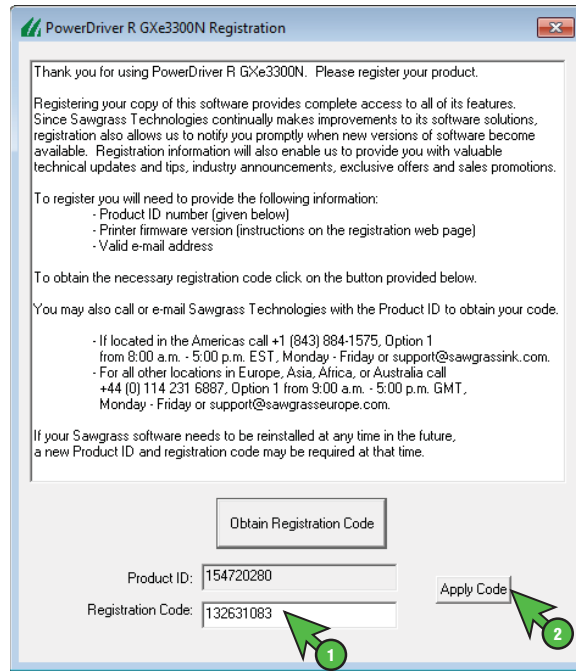 PowerDriver R GXe3300N Registration
Thank you for using PowerDriver R GXe3300N. Please register your product.
Registering your copy of this software provides complete access to all of its features.
Since Sawgrass Technologies continually makes improvements to its software solutions,
registration also allows us to notify you promptly when new versions of software become
available. Registration information will also enable us to provide you with valuable
technical updates and tips, industry announcements, exclusive offers and sales promotions.
To register you will need to provide the following information:
- Product ID number (given below)
- Printer firmware version (instructions on the registration web page)
- Valid e-mail address
To obtain the necessary registration code click on the button provided below.
You may also call or e-mail Sawgrass Technologies with the Product ID to obtain your code.
- If located in the Americas call +1 (843) 884-1575, Option 1
from 8:00 a.m. - 5:00 p.m. EST, Monday - Friday or support@sawgrassink.com.
- For all other locations in Europe, Asia, Africa, or Australia call
+44 (0) 114 231 6887, Option 1 from 9:00 a.m. - 5:00 p.m. GMT,
Monday - Friday or support@sawgrasseurope.com.
If your Sawgrass software needs to be reinstalled at any time in the future,
a new Product ID and registration code may be required at that time.
Obtain Registration Code
Product ID: 154720280
Apply Code
Registration Code: 132631083
1
2